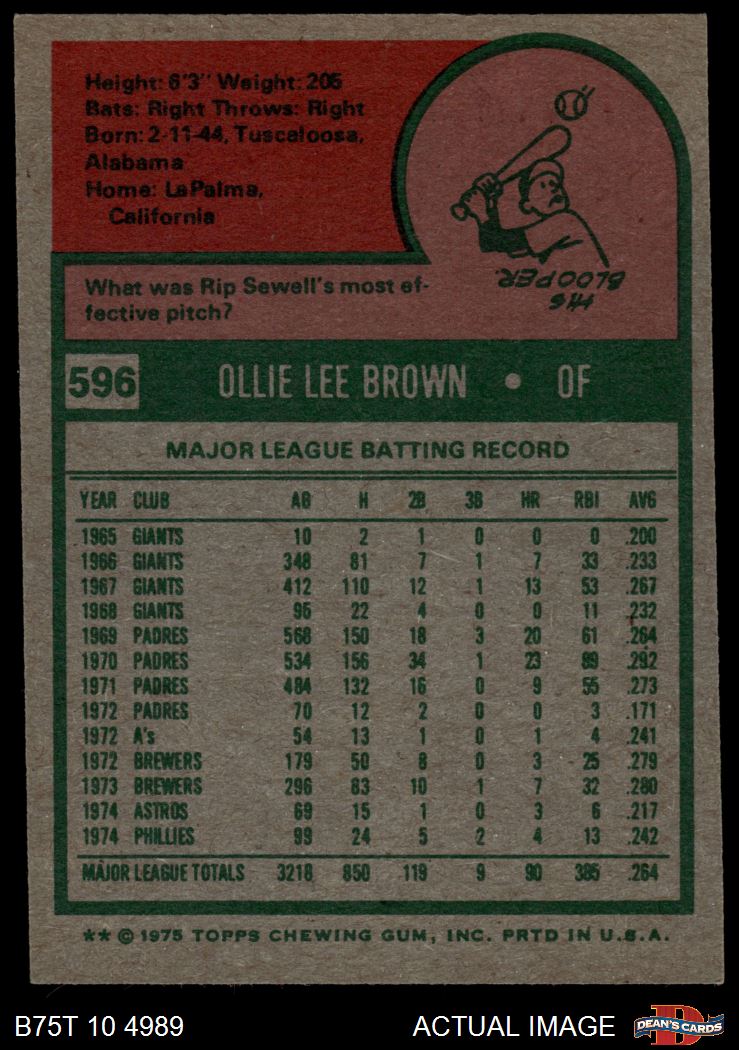 Height: 6'3" Weight: 205
Bats: Right Throws: Right
Born: 2-11-44, Tuscaloosa,
Alabama
Home: LaPalma,
California
HIS
BLOOPER.
What was Rip Sewell's most ef-
fective pitch?
596 OLLIE LEE BROWN • OF
MAJOR LEAGUE BATTING RECORD
YEAR CLUB AB H 2B 3B HR RBI AVG
1965 GIANTS 10 2 1 0 0 0 .200
1966 GIANTS 348 81 7 1 7 33 .233
1967 GIANTS 412 110 12 1 13 53 .267
1968 GIANTS 95 22 4 0 0 11 .232
1969 PADRES 568 150 18 3 20 61 .264
1970 PADRES 534 156 34 1 23 89 .292
1971 PADRES 484 132 16 0 9 55 .273
1972 PADRES 70 12 2 0 0 3 .171
1972 A's 54 13 1 0 1 4 .241
1972 BREWERS 179 50 8 0 3 25 .279
1973 BREWERS 296 83 10 1 7 32 .280
1974 ASTROS 69 15 1 0 3 6 .217
1974 PHILLIES 99 24 5 2 4 13 .242
MAJOR LEAGUE TOTALS 3218 850 119 9 90 385 .264
** © 1975 TOPPS CHEWING GUM, INC. PRTD IN U.S.A.
B75T 10 4989 ACTUAL IMAGE D DEAN'S CARDS